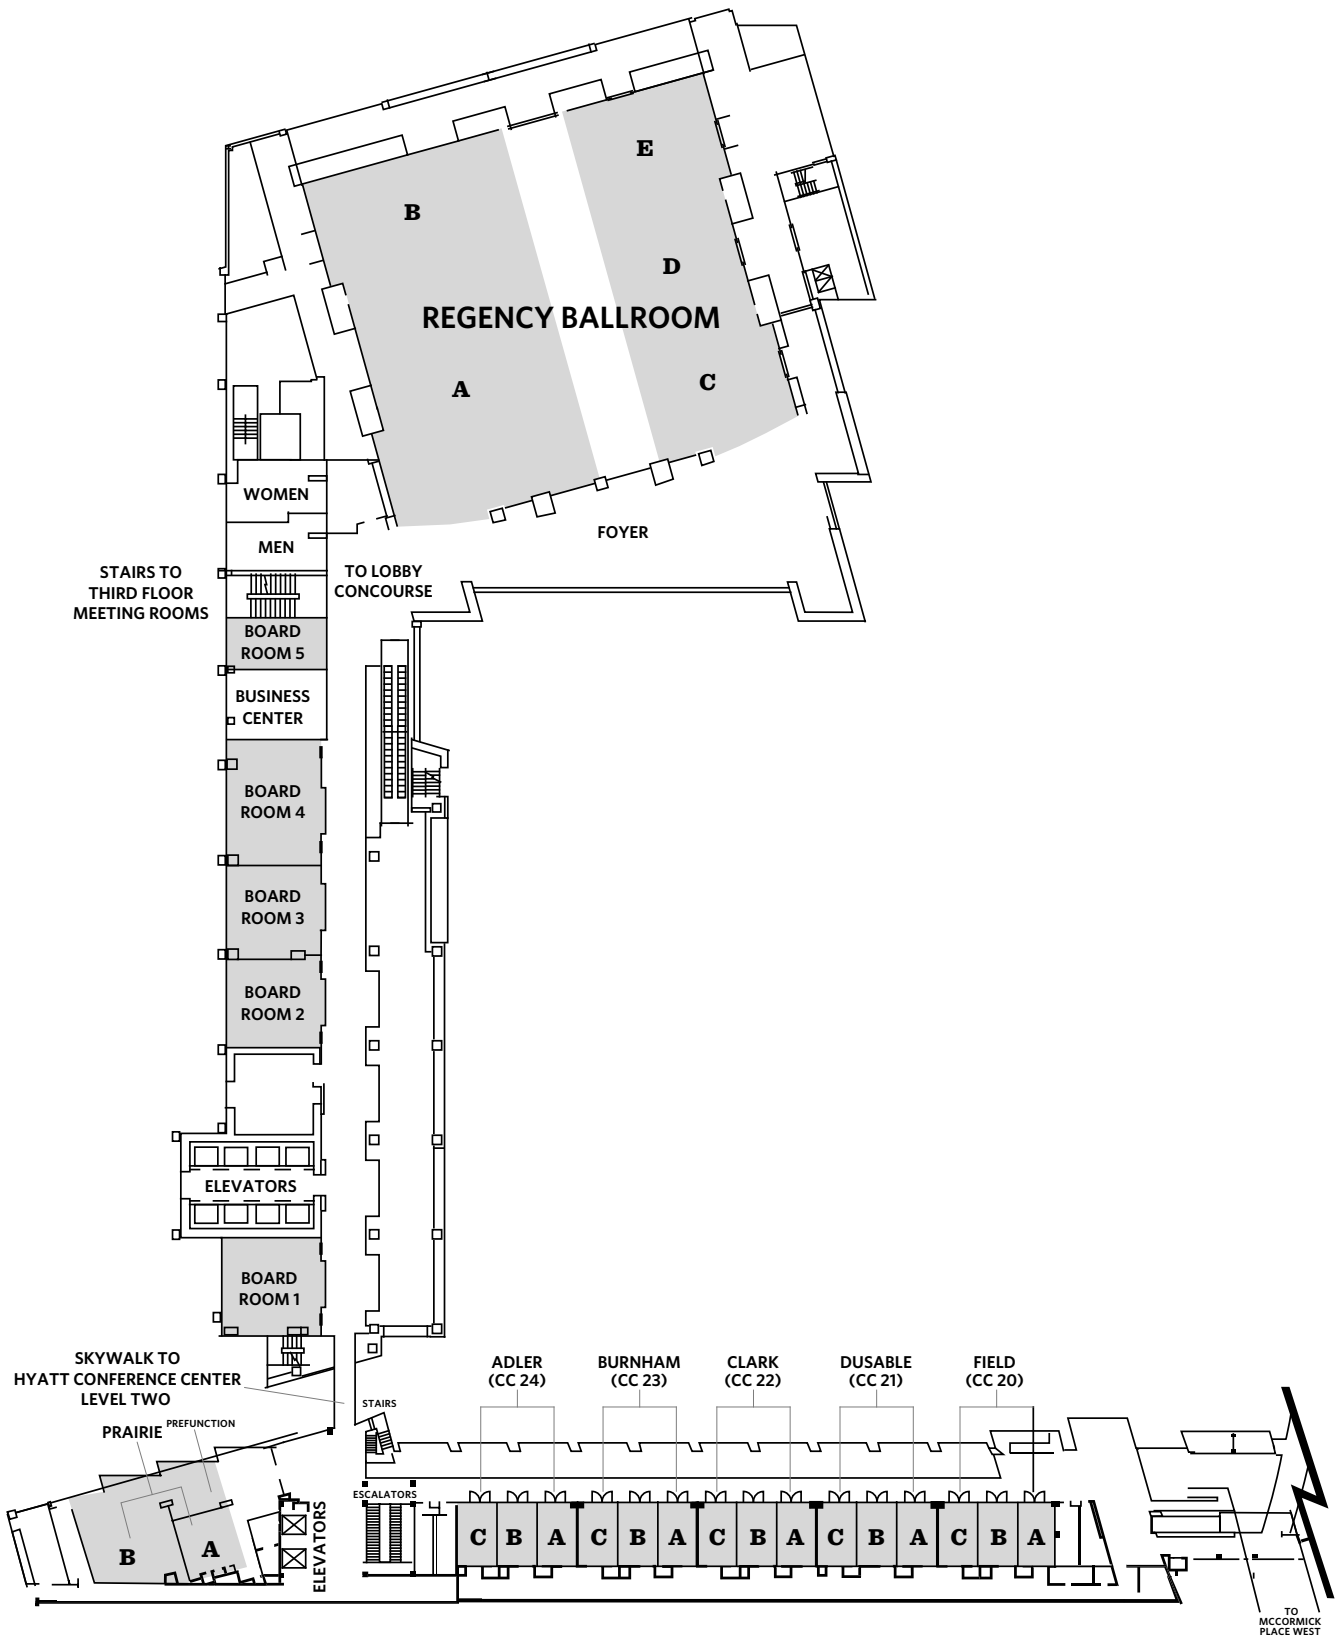 E
B
D
REGENCY BALLROOM
C
A
WOMEN
FOYER
MEN
STAIRS TO
THIRD FLOOR
MEETING ROOMS
TO LOBBY
CONCOURSE
BOARD
ROOM 5
BUSINESS
CENTER
BOARD
ROOM 4
BOARD
ROOM 3
BOARD
ROOM 2
ELEVATORS
BOARD
ROOM 1
SKYWALK TO
HYATT CONFERENCE CENTER
LEVEL TWO
ADLER
(CC 24)
BURNHAM
(CC 23)
CLARK
(CC 22)
DUSABLE
(CC 21)
FIELD
(CC 20)
STAIRS
PREFUNCTION
PRAIRIE
ESCALATORS
ELEVATORS
B
A
C B A C B A C B A C B A C B A
TO
MCCORMICK
PLACE WEST